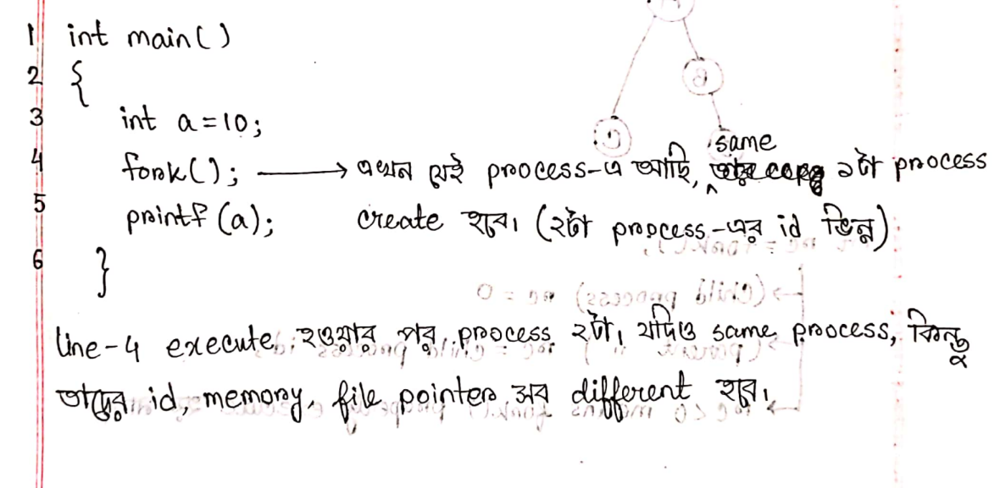 1 int main()
2 {
3 int a=10;
same
4 fork(); → এখন যেই process-এ আছি, ১টা process
5 printf(a); create হবে। (২টা process-এর id ভিন্ন)
6 }
line-4 execute হওয়ার পর process ২টা। যদিও same process, কিন্তু
তাদের id, memory, file pointer সব different হবে।